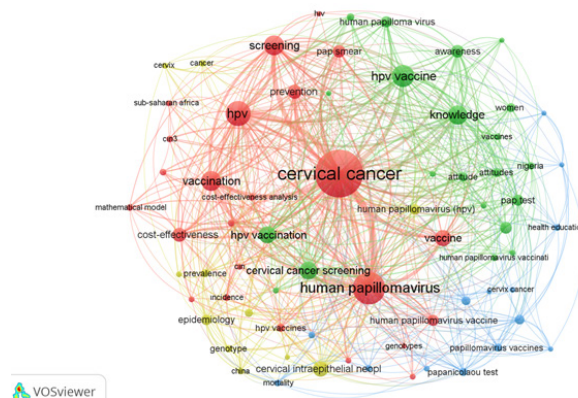 hiv
human papilloma virus
screening
pap smear
awareness
cervix
cancer
hpv vaccine
sub-saharan africa
prevention
women
hpv
knowledge
vaccines
cin3
cervical cancer
nigeria
vaccination
attitude
attitudes
cost-effectiveness analysis
pap test
mathematical model
human papillomavirus (hpv)
cost-effectiveness
hpv vaccination
vaccine
health educatio
human papillomavirus vaccinati
prevalence
cervical cancer screening
human papillomavirus
cervix cancer
incidence
epidemiology
hpv vaccines
human papillomavirus vaccine
genotype
genotypes
papillomavirus vaccines
china
cervical intraepithelial neopl
papanicolaou test
mortality
VOSviewer